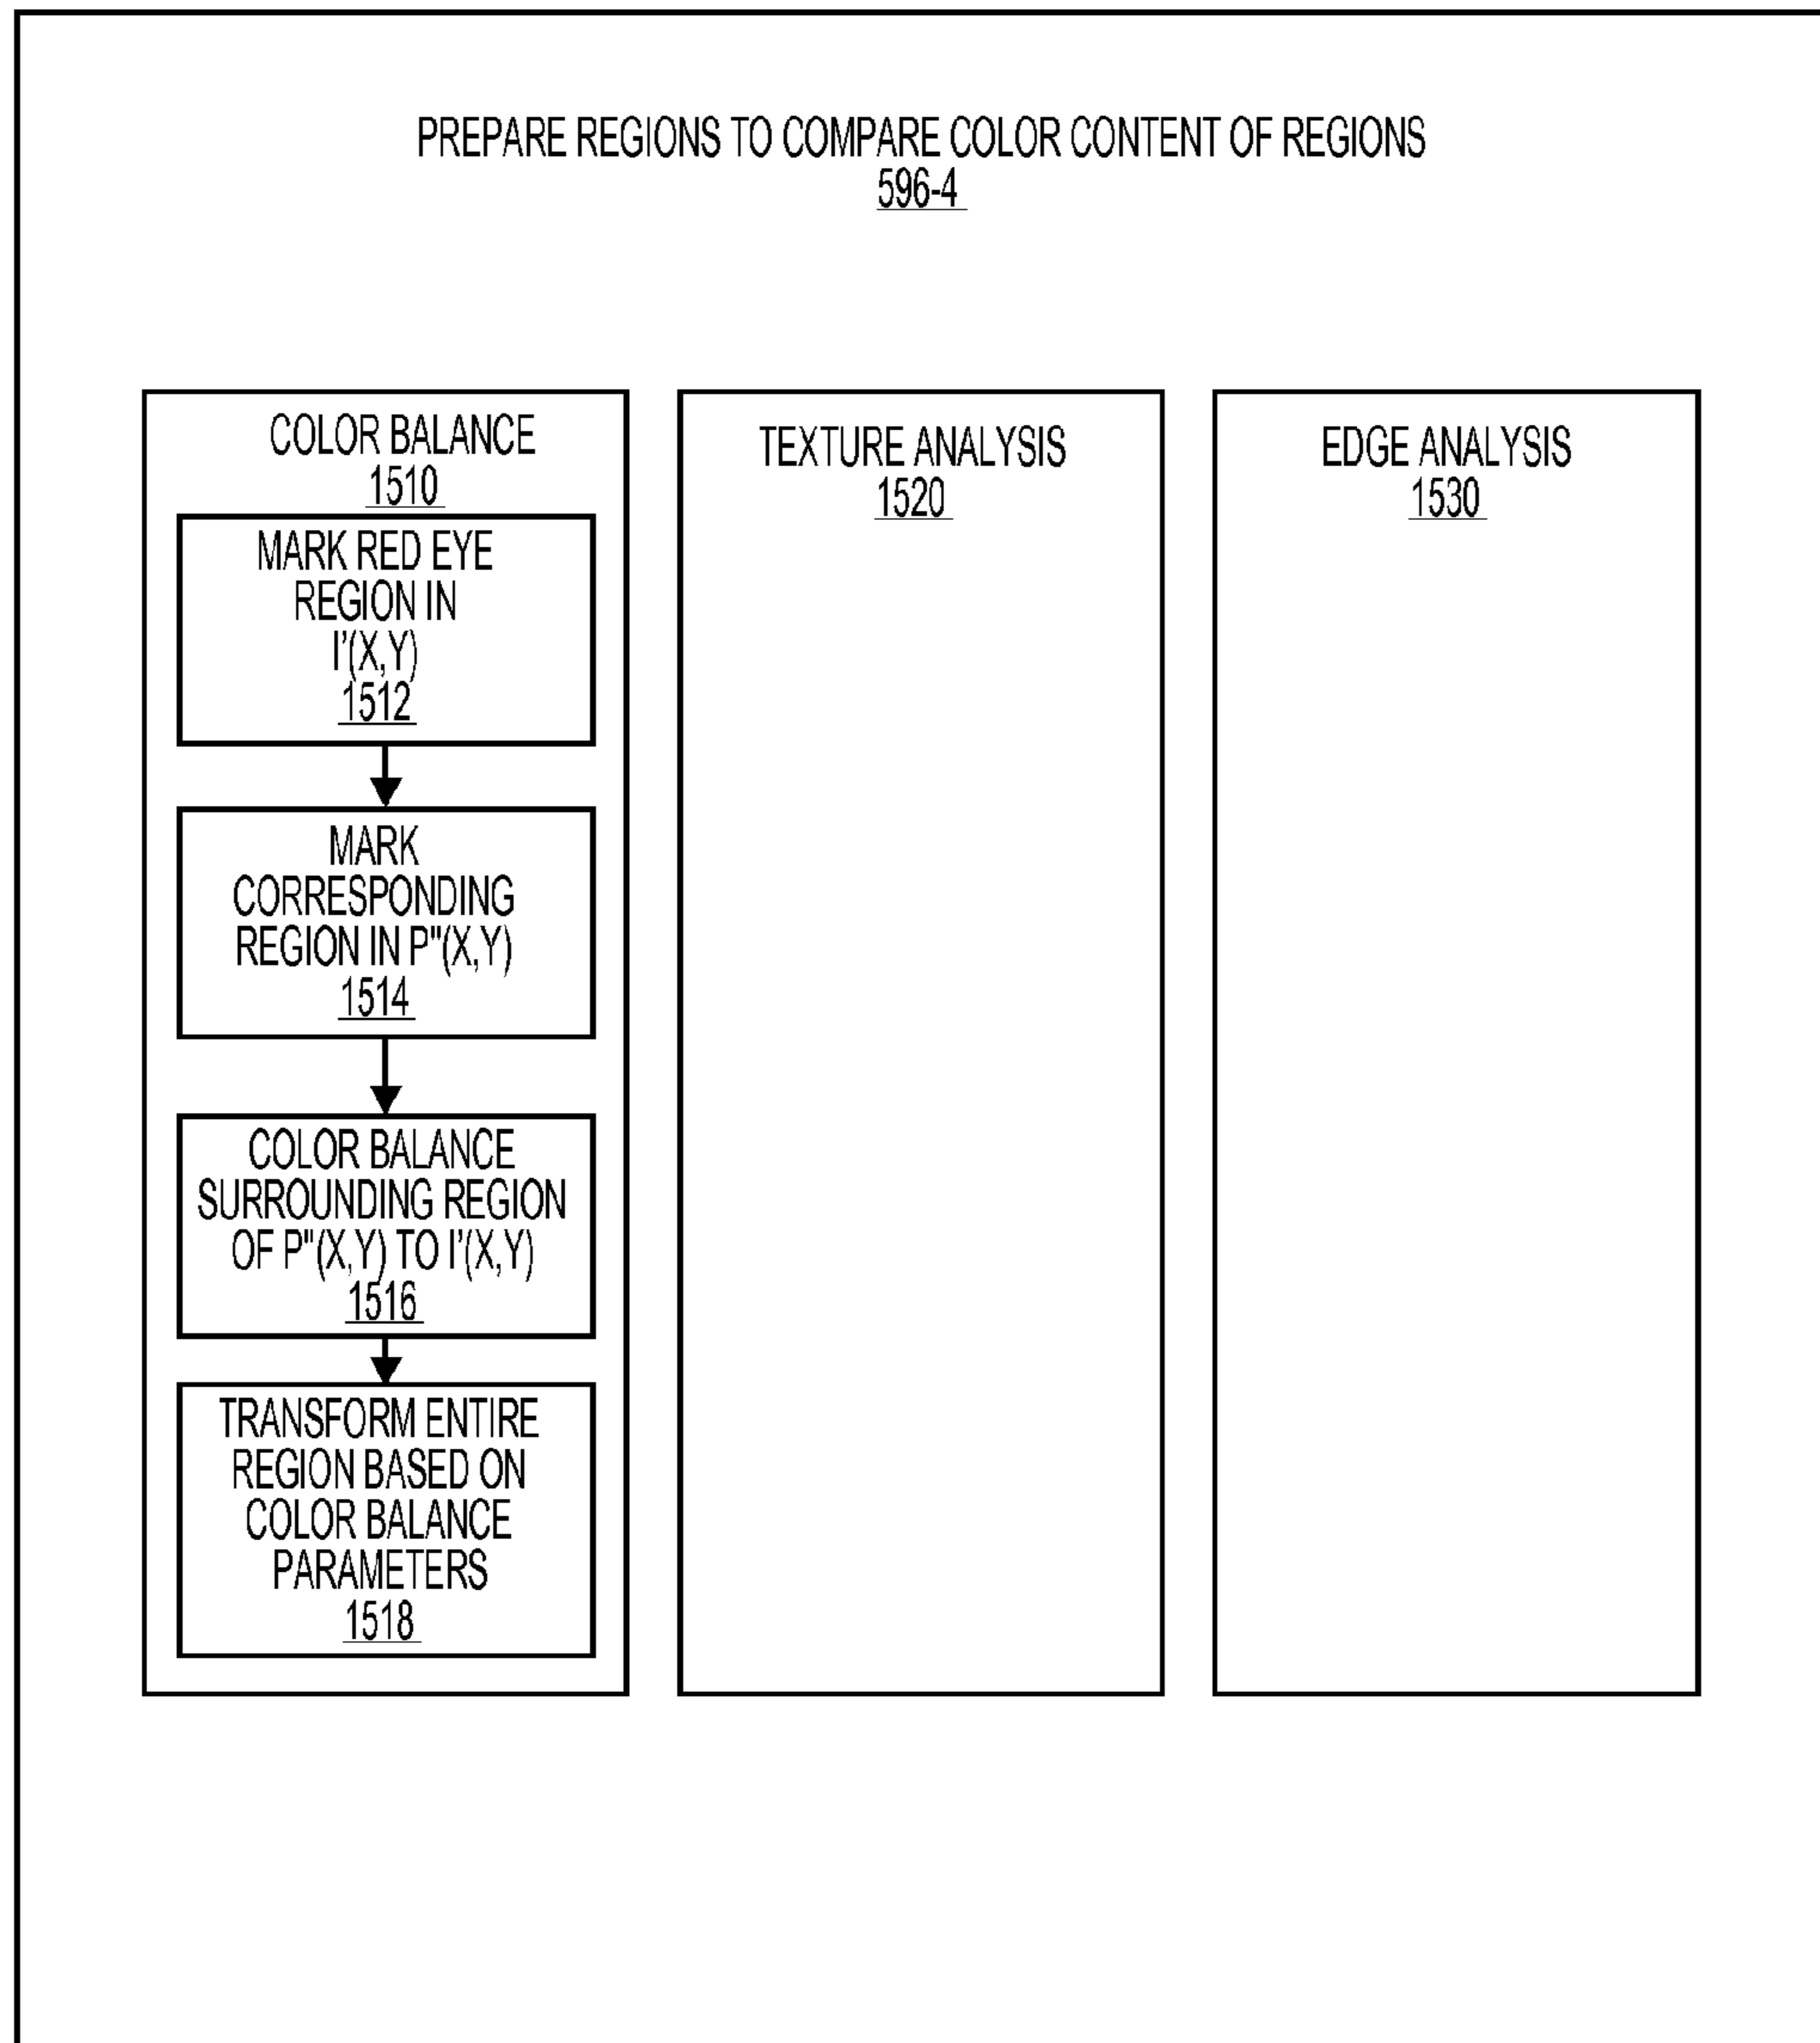 PREPARE REGIONS TO COMPARE COLOR CONTENT OF REGIONS
596-4
COLOR BALANCE
1510
MARK RED EYE
REGION IN
I'(X,Y)
1512
MARK
CORRESPONDING
REGION IN P"(X,Y)
1514
COLOR BALANCE
SURROUNDING REGION
OF P"(X,Y) TO I'(X,Y)
1516
TRANSFORM ENTIRE
REGION BASED ON
COLOR BALANCE
PARAMETERS
1518
TEXTURE ANALYSIS
1520
EDGE ANALYSIS
1530